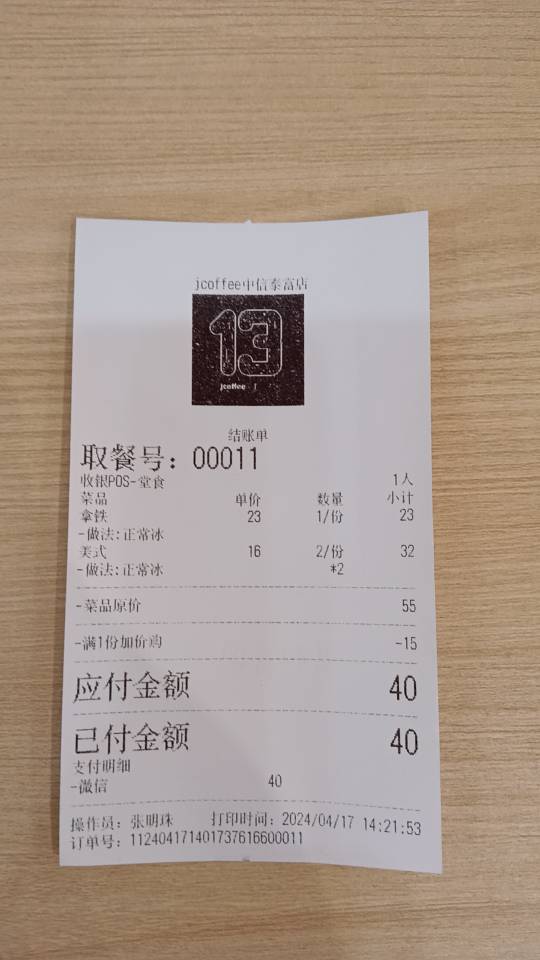 jcoffee中信泰富店
13
jcoffee
结账单
取餐号：00011
收银POS-堂食 1人
菜品 单价 数量 小计
拿铁 23 1/份 23
-做法:正常冰
美式 16 2/份 32
-做法:正常冰 *2
-菜品原价 55
-满1份加价购 -15
应付金额 40
已付金额 40
支付明细
-微信 40
操作员：张明珠 打印时间：2024/04/17 14:21:53
订单号：112404171401737616600011